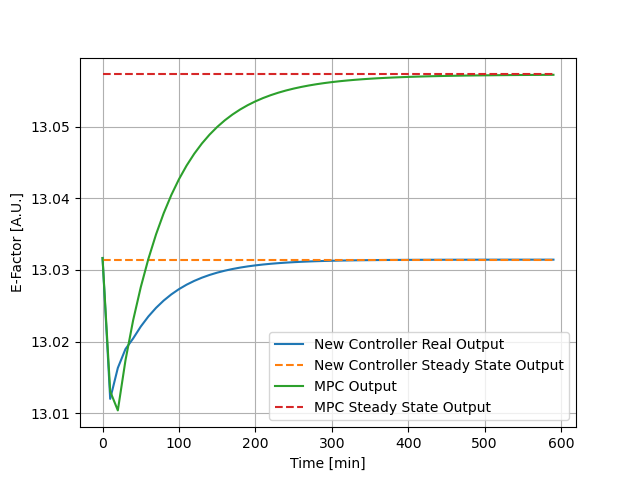 E-Factor [A.U.]
13.05
13.04
13.03
13.02
13.01
0 100 200 300 400 500 600
Time [min]
New Controller Real Output
New Controller Steady State Output
MPC Output
MPC Steady State Output